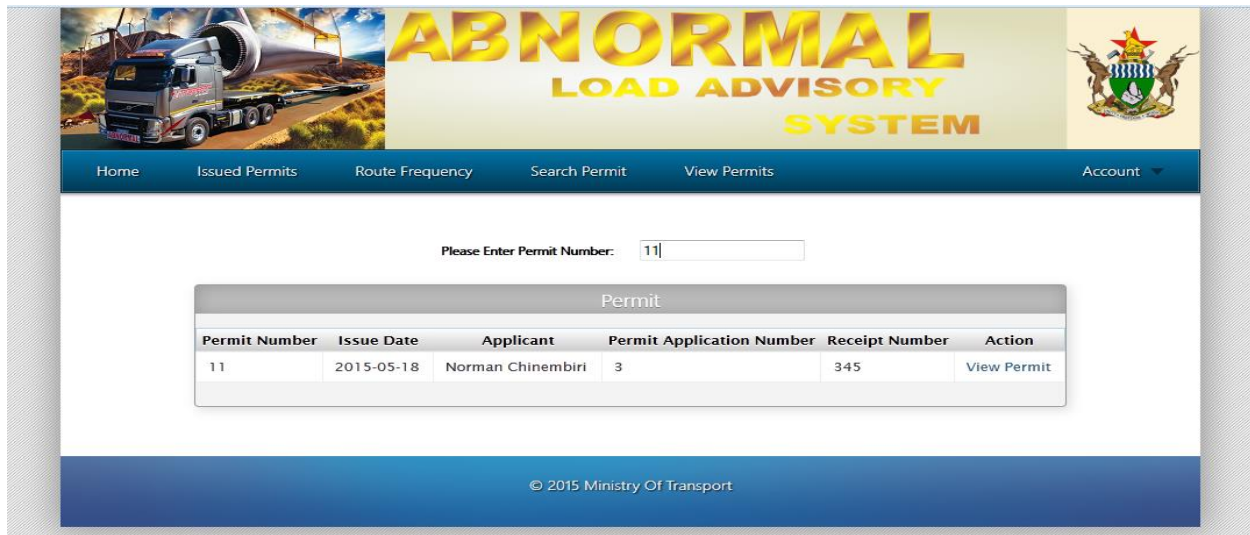 ABNORMAL
LOAD ADVISORY
SYSTEM
ABNORMAL
Home Issued Permits Route Frequency Search Permit View Permits Account
Please Enter Permit Number: 11
Permit
Permit Number Issue Date Applicant Permit Application Number Receipt Number Action
11 2015-05-18 Norman Chinembiri 3 345 View Permit
© 2015 Ministry Of Transport